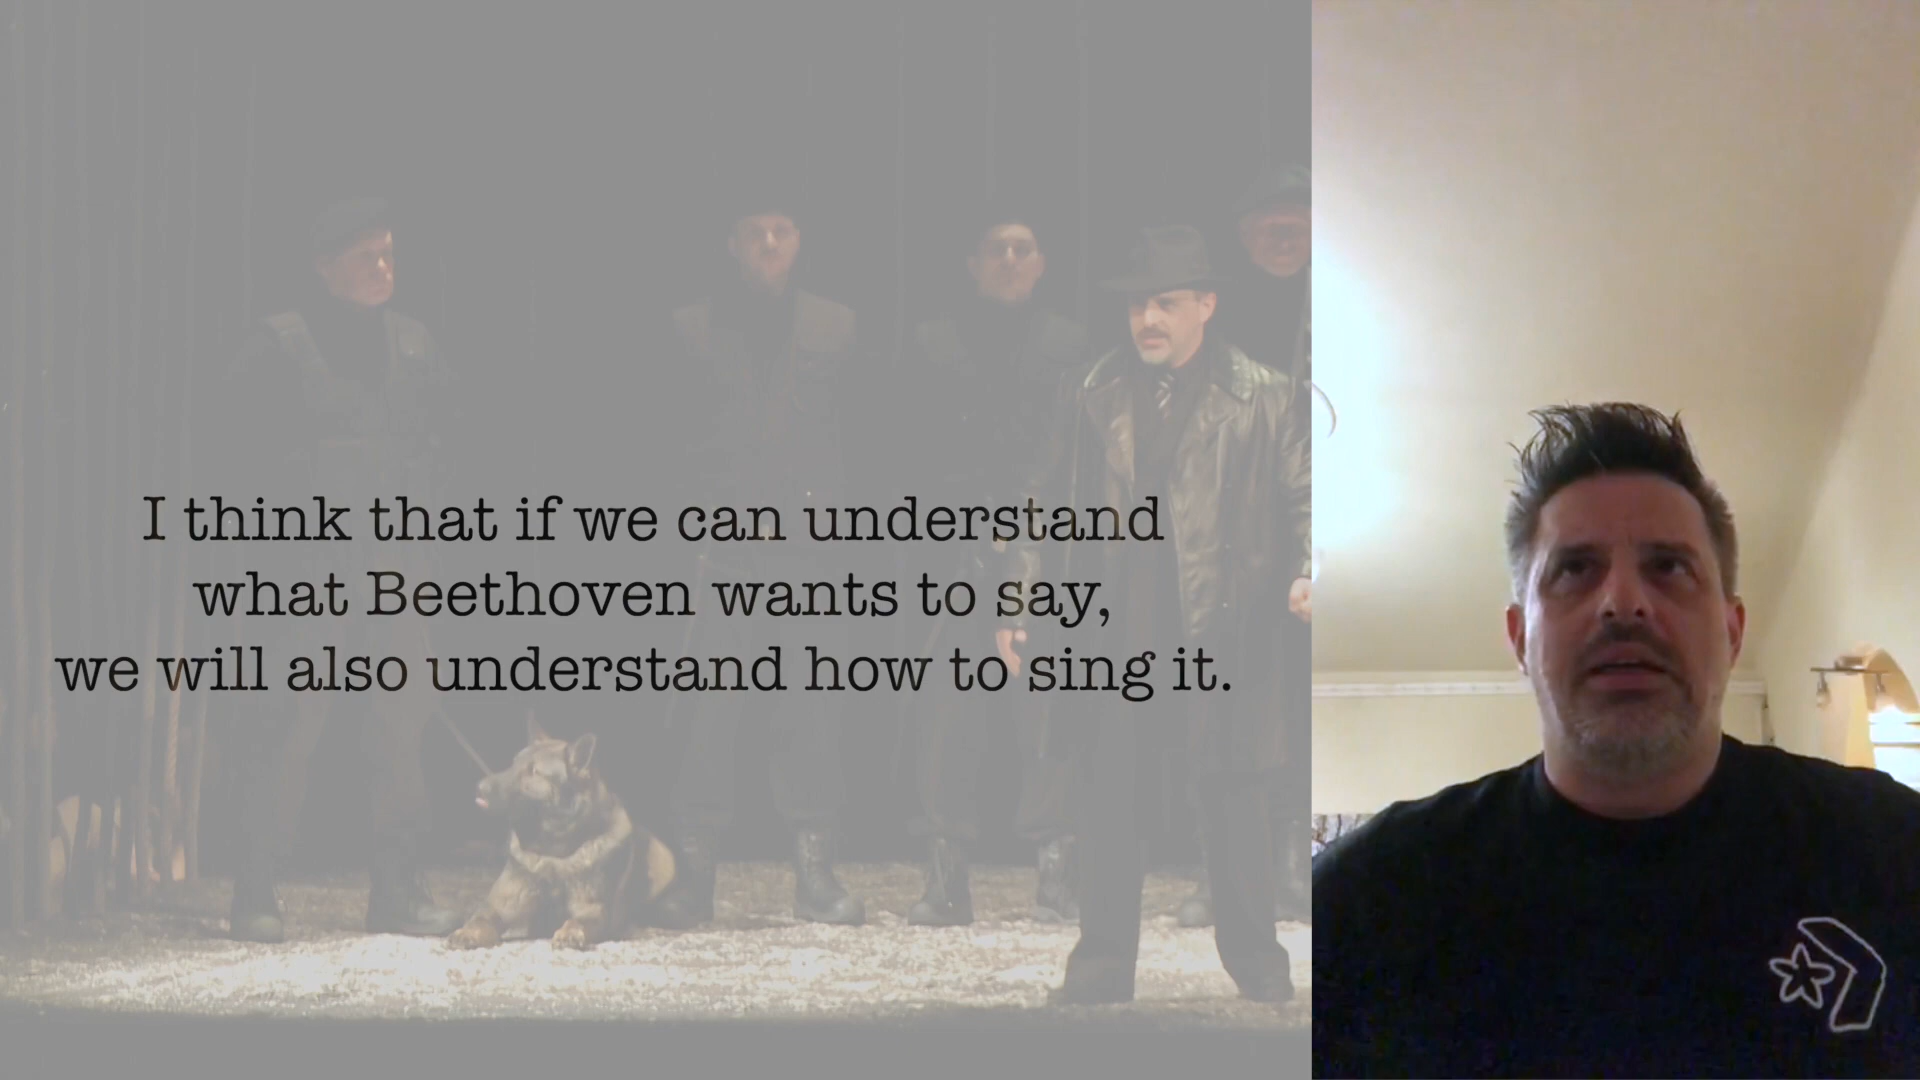 I think that if we can understand
what Beethoven wants to say,
we will also understand how to sing it.